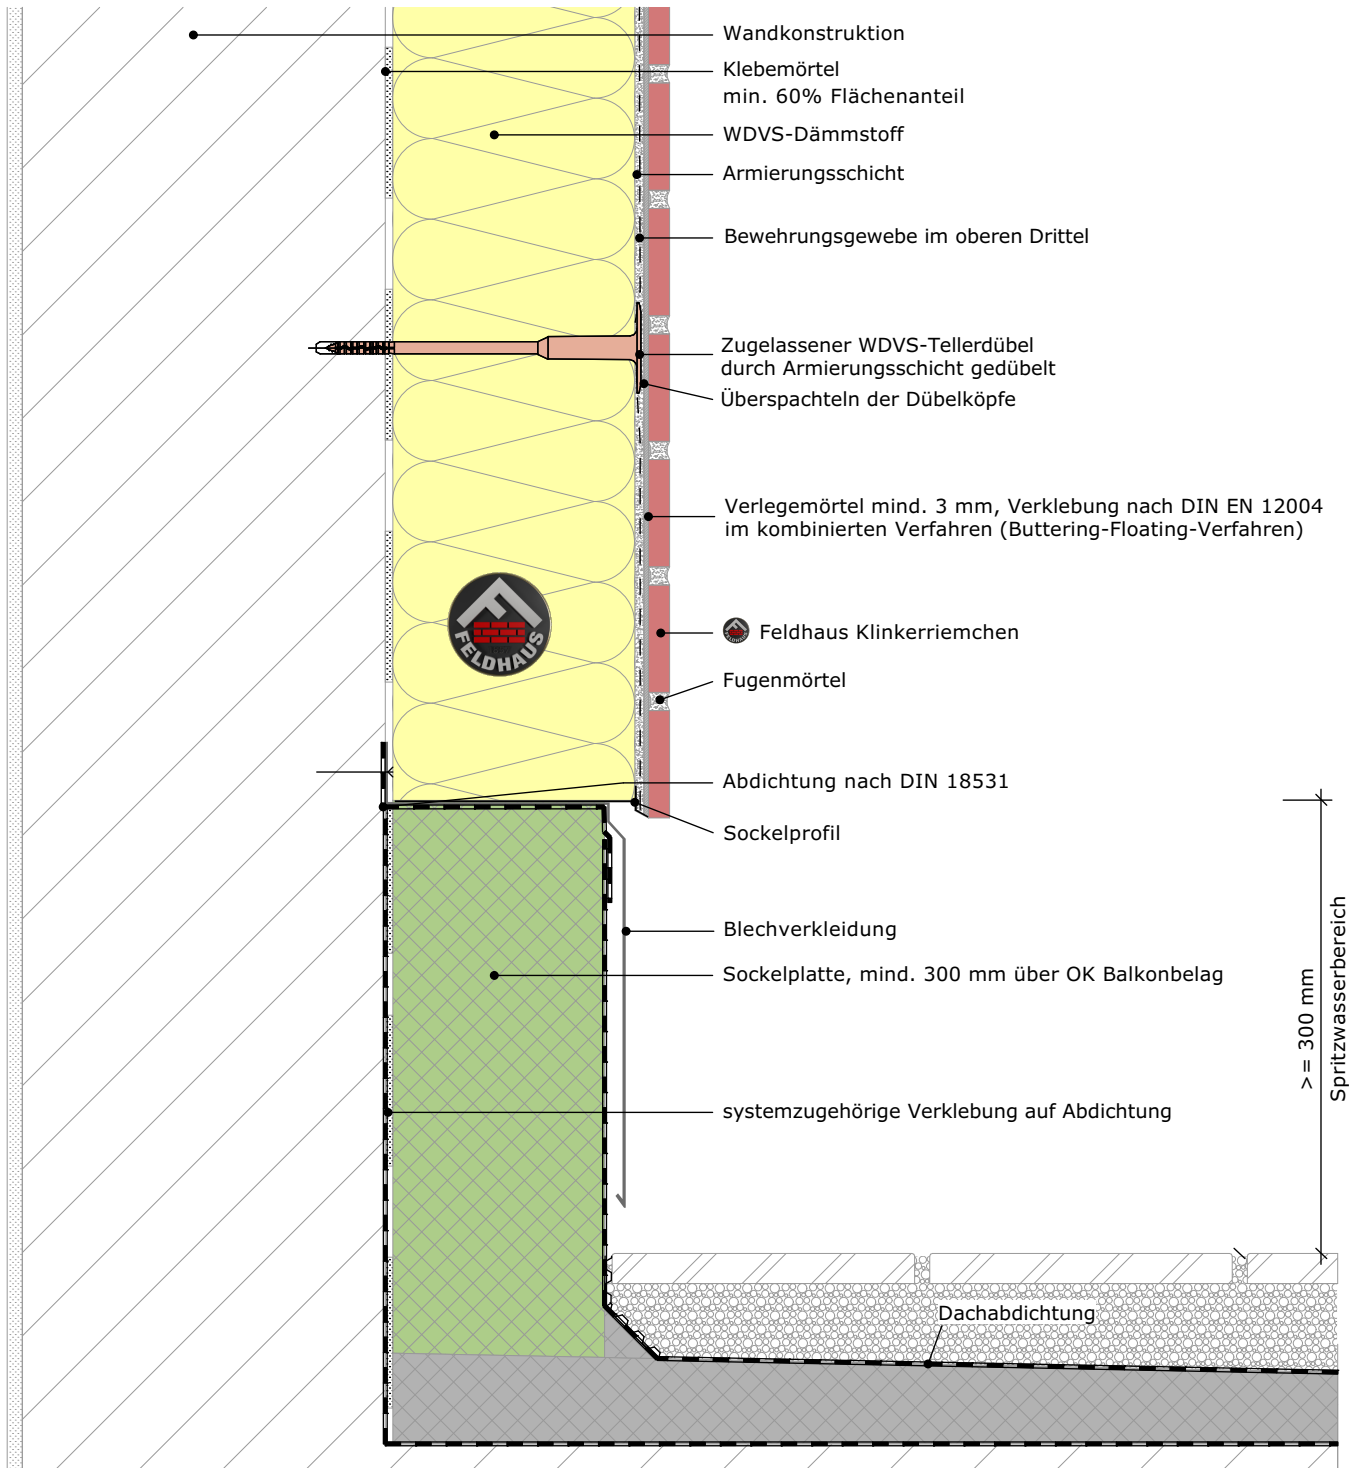 Wandkonstruktion
Klebemörtel
min. 60% Flächenanteil
WDVS-Dämmstoff
Armierungsschicht
Bewehrungsgewebe im oberen Drittel
Zugelassener WDVS-Tellerdübel
durch Armierungsschicht gedübelt
Überspachteln der Dübelköpfe
Verlegemörtel mind. 3 mm, Verklebung nach DIN EN 12004
im kombinierten Verfahren (Buttering-Floating-Verfahren)
FELDHAUS
Feldhaus Klinkerriemchen
Fugenmörtel
Abdichtung nach DIN 18531
Sockelprofil
Blechverkleidung
Sockelplatte, mind. 300 mm über OK Balkonbelag
>= 300 mm
Spritzwasserbereich
systemzugehörige Verklebung auf Abdichtung
Dachabdichtung